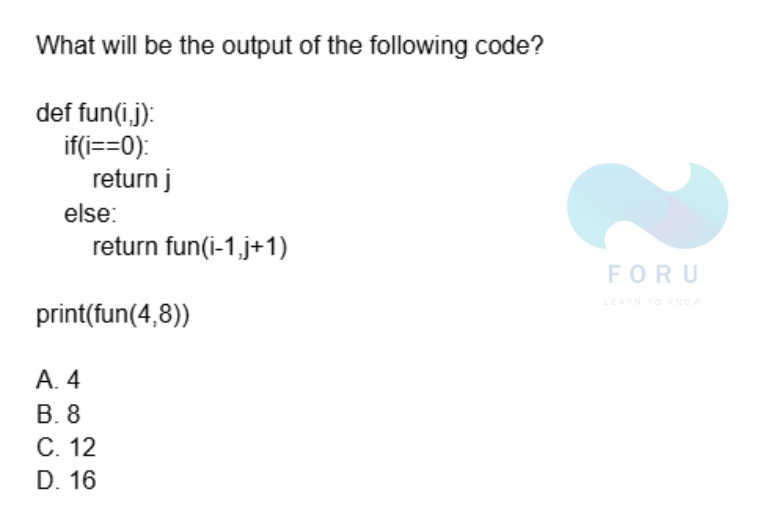 What will be the output of the following code?
def fun(i,j):
if(i==0):
return j
else:
return fun(i-1,j+1)
print(fun(4,8))
A. 4
B. 8
C. 12
D. 16
FORU
LEARN TO KNOW